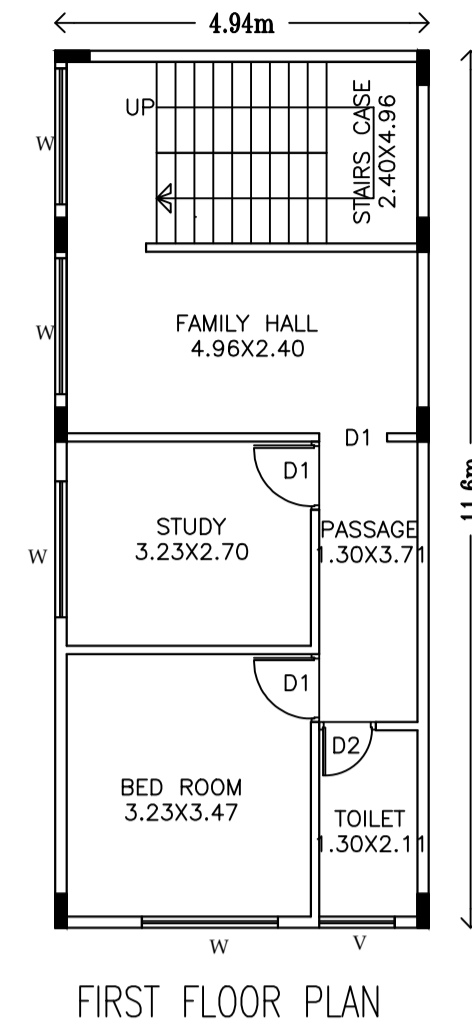 4.94m
UP
STAIRS CASE
2.40X4.96
W
W
FAMILY HALL
4.96X2.40
D1
D1
11.6m
STUDY
3.23X2.70
PASSAGE
1.30X3.71
W
D1
D2
BED ROOM
3.23X3.47
TOILET
1.30X2.11
W
V
FIRST FLOOR PLAN